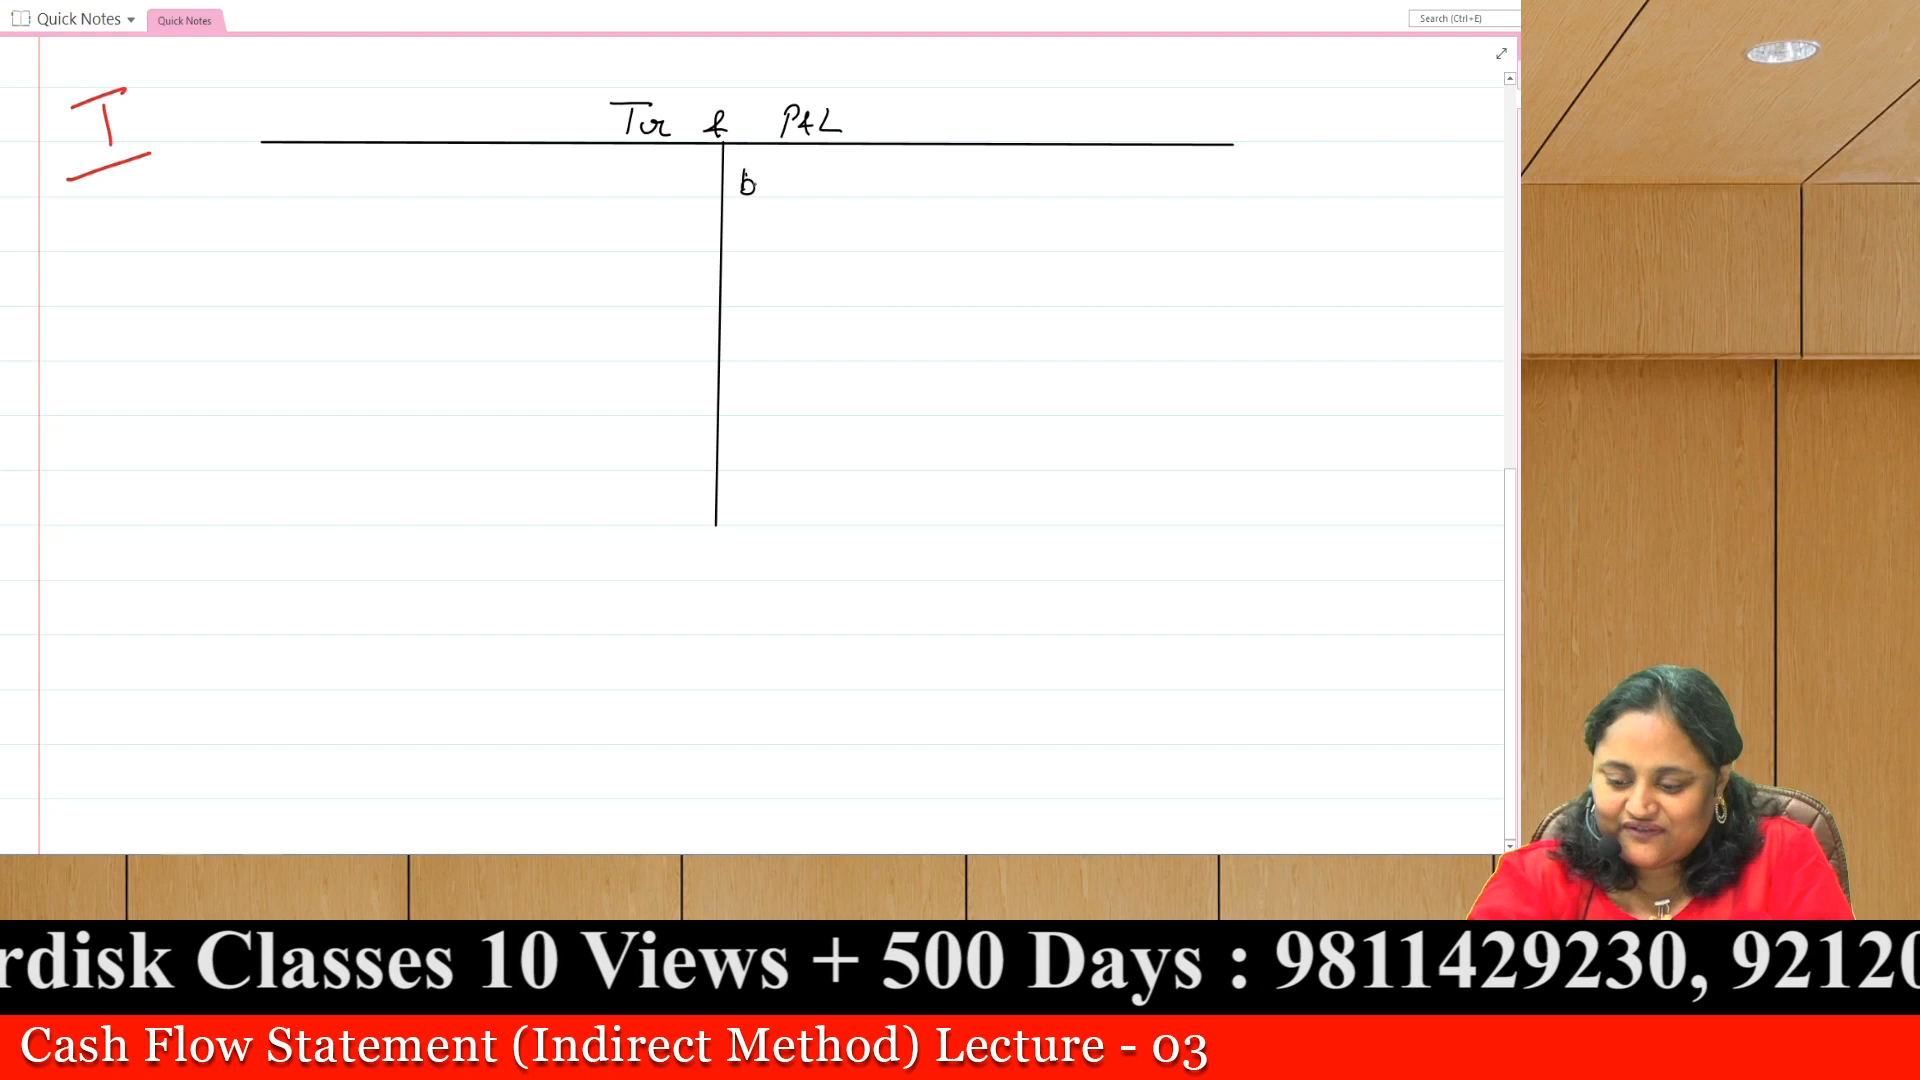 Quick Notes Quick Notes Search (Ctrl+E)
I Tr & P&L
b
rdisk Classes 10 Views + 500 Days : 9811429230, 92120
Cash Flow Statement (Indirect Method) Lecture - 03